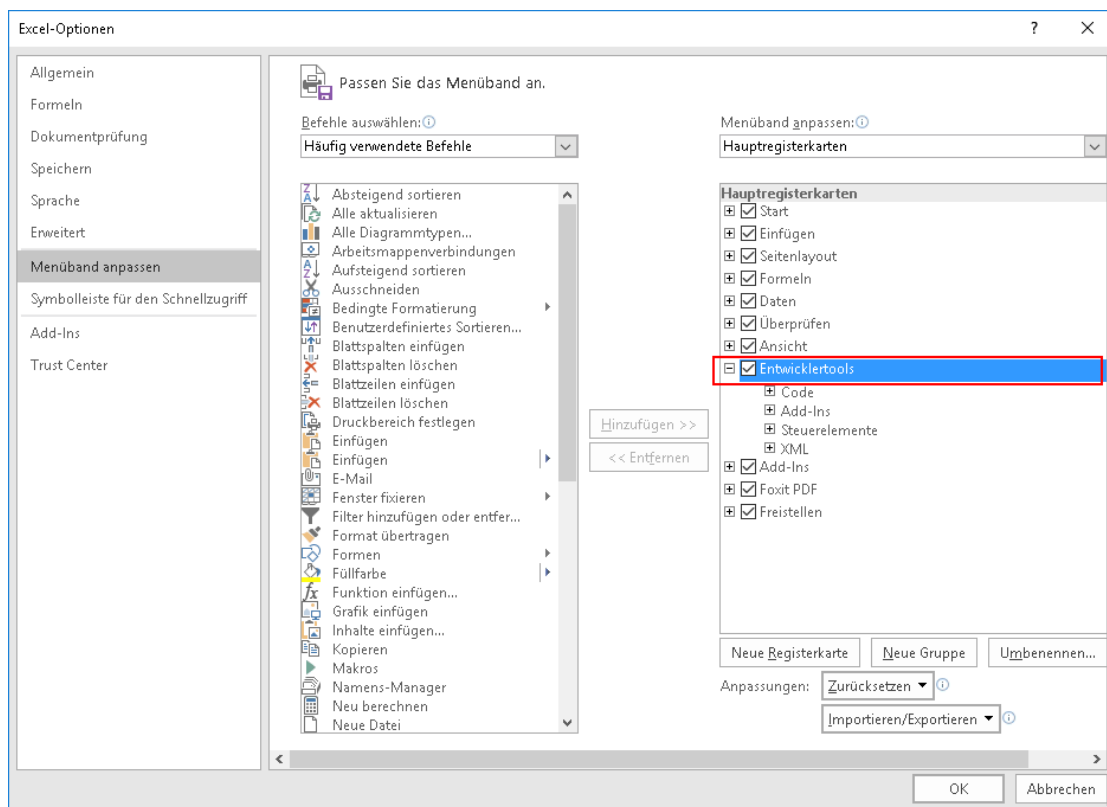 Excel-Optionen
Allgemein
Formeln
Dokumentprüfung
Speichern
Sprache
Erweitert
Menüband anpassen
Symbolleiste für den Schnellzugriff
Add-Ins
Trust Center
Passen Sie das Menüband an.
Befehle auswählen:
Häufig verwendete Befehle
Absteigend sortieren
Alle aktualisieren
Alle Diagrammtypen...
Arbeitsmappenverbindungen
Aufsteigend sortieren
Ausschneiden
Bedingte Formatierung
Benutzerdefiniertes Sortieren...
Blattspalten einfügen
Blattspalten löschen
Blattzeilen einfügen
Blattzeilen löschen
Druckbereich festlegen
Einfügen
Einfügen
E-Mail
Fenster fixieren
Filter hinzufügen oder entfer...
Format übertragen
Formen
Füllfarbe
Funktion einfügen...
Grafik einfügen
Inhalte einfügen...
Kopieren
Makros
Namens-Manager
Neu berechnen
Neue Datei
Hinzufügen >>
<< Entfernen
Menüband anpassen:
Hauptregisterkarten
Hauptregisterkarten
Start
Einfügen
Seitenlayout
Formeln
Daten
Überprüfen
Ansicht
Entwicklertools
Code
Add-Ins
Steuerelemente
XML
Add-Ins
Foxit PDF
Freistellen
Neue Registerkarte
Neue Gruppe
Umbenennen...
Anpassungen:
Zurücksetzen
Importieren/Exportieren
OK
Abbrechen